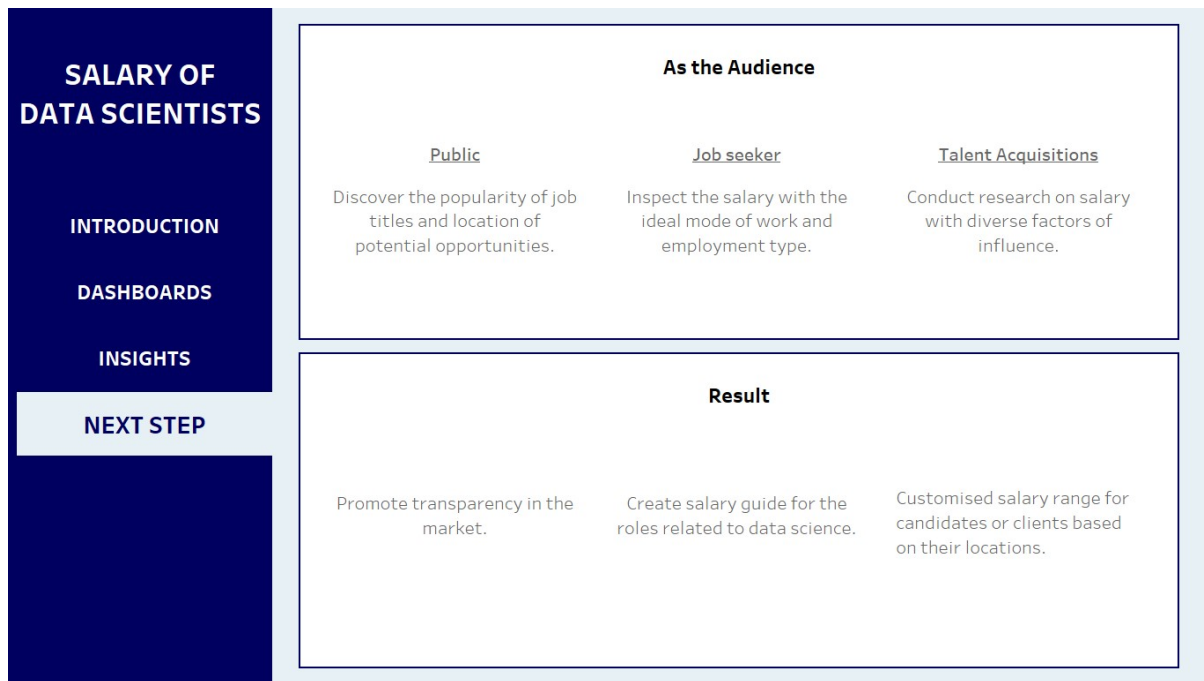 SALARY OF
DATA SCIENTISTS
INTRODUCTION
DASHBOARDS
INSIGHTS
NEXT STEP
As the Audience
Public
Discover the popularity of job
titles and location of
potential opportunities.
Job seeker
Inspect the salary with the
ideal mode of work and
employment type.
Talent Acquisitions
Conduct research on salary
with diverse factors of
influence.
Result
Promote transparency in the
market.
Create salary guide for the
roles related to data science.
Customised salary range for
candidates or clients based
on their locations.